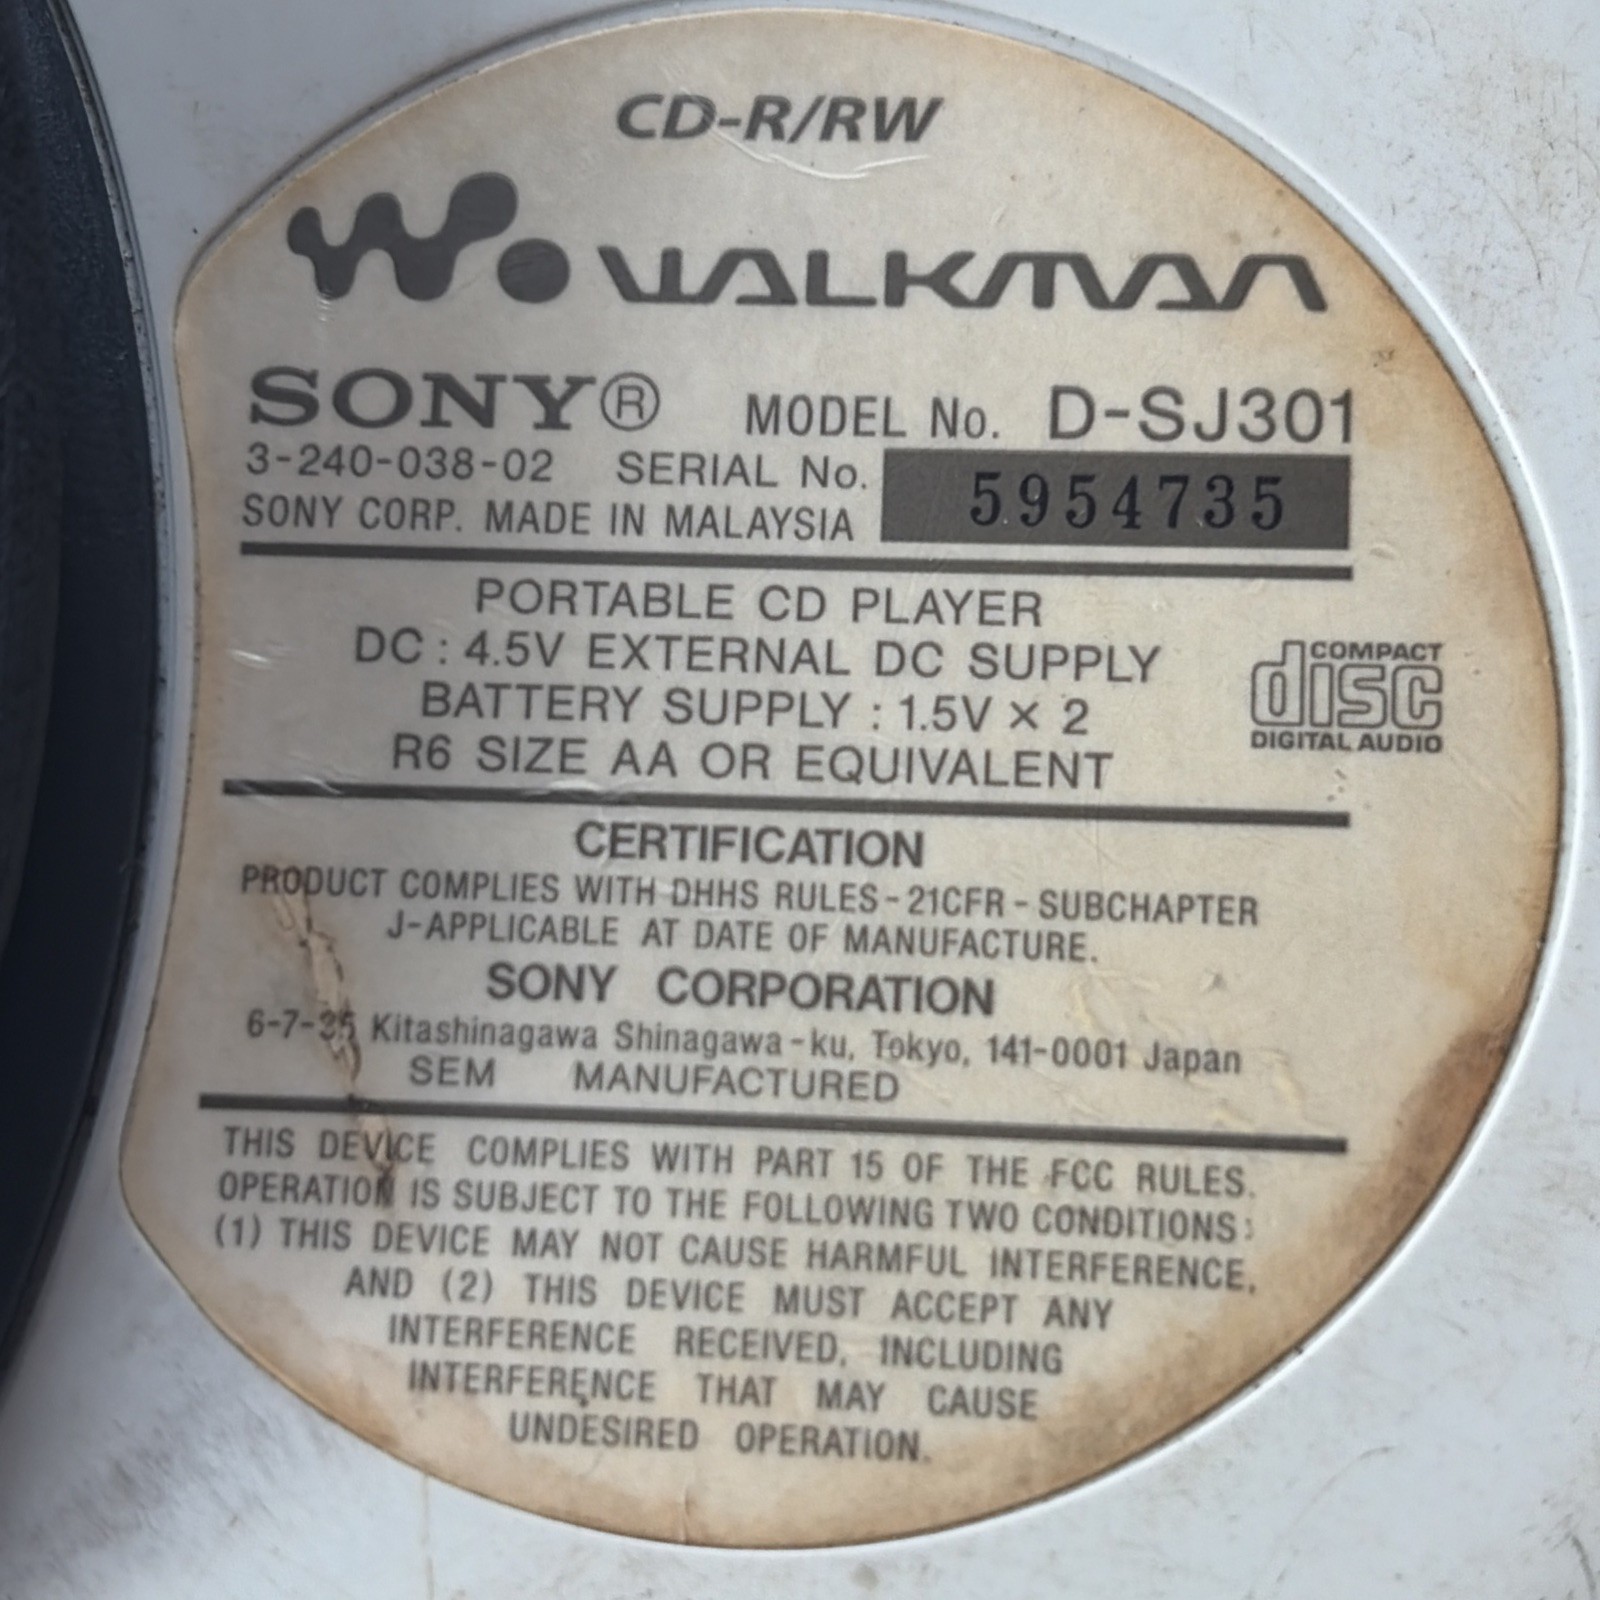 CD-R/RW
WALKMAN
SONY® MODEL No. D-SJ301
3-240-038-02 SERIAL No. 5954735
SONY CORP. MADE IN MALAYSIA
PORTABLE CD PLAYER
DC : 4.5V EXTERNAL DC SUPPLY
BATTERY SUPPLY : 1.5V × 2
R6 SIZE AA OR EQUIVALENT
COMPACT
disc
DIGITAL AUDIO
CERTIFICATION
PRODUCT COMPLIES WITH DHHS RULES-21CFR-SUBCHAPTER
J-APPLICABLE AT DATE OF MANUFACTURE.
SONY CORPORATION
6-7-35 Kitashinagawa Shinagawa-ku, Tokyo, 141-0001 Japan
SEM MANUFACTURED
THIS DEVICE COMPLIES WITH PART 15 OF THE FCC RULES.
OPERATION IS SUBJECT TO THE FOLLOWING TWO CONDITIONS:
(1) THIS DEVICE MAY NOT CAUSE HARMFUL INTERFERENCE,
AND (2) THIS DEVICE MUST ACCEPT ANY
INTERFERENCE RECEIVED, INCLUDING
INTERFERENCE THAT MAY CAUSE
UNDESIRED OPERATION.